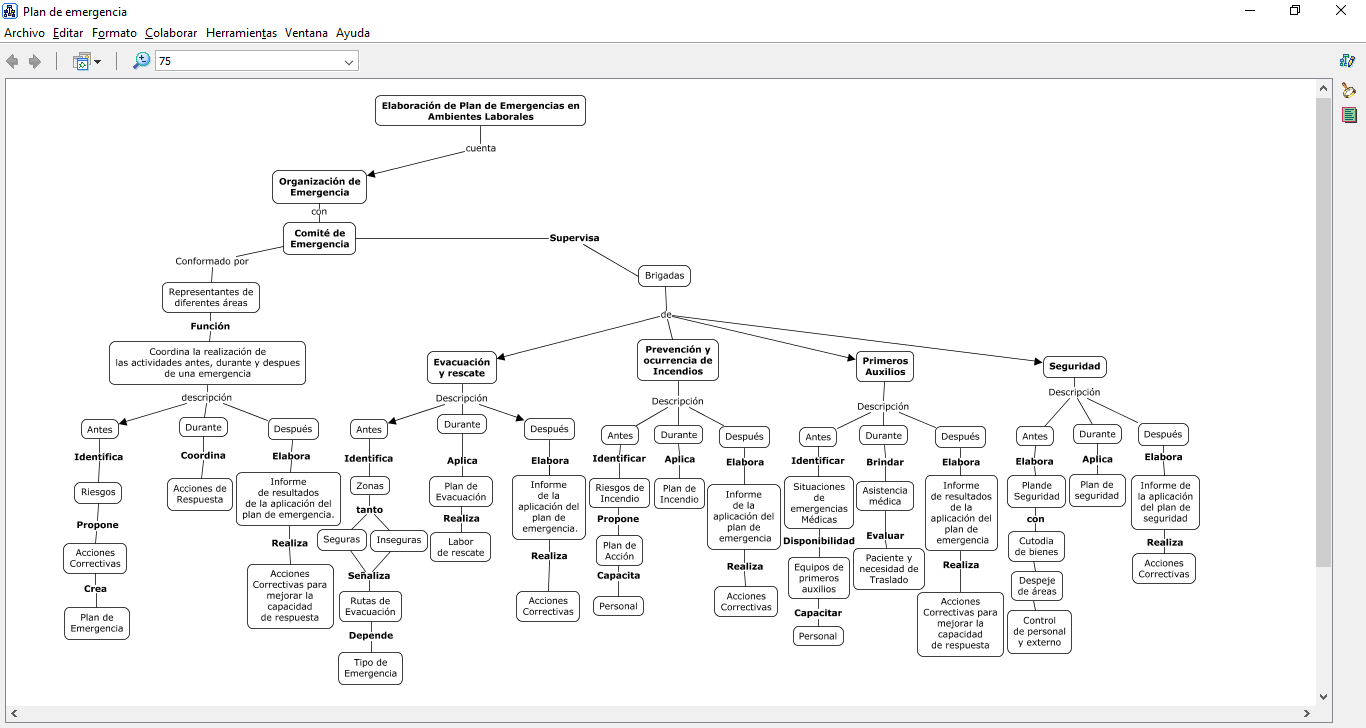 Plan de emergencia
Archivo Editar Formato Colaborar Herramientas Ventana Ayuda
75
Elaboración de Plan de Emergencias en
Ambientes Laborales
cuenta
Organización de
Emergencia
con
Comité de
Emergencia
Supervisa
Conformado por
Brigadas
Representantes de
diferentes áreas
de
Función
Coordina la realización de
las actividades antes, durante y despues
de una emergencia
descripción
Antes
Identifica
Riesgos
Propone
Acciones
Correctivas
Crea
Plan de
Emergencia
Durante
Coordina
Acciones de
Respuesta
Después
Elabora
Informe
de resultados
de la aplicación del
plan de emergencia.
Realiza
Acciones
Correctivas para
mejorar la
capacidad
de respuesta
Evacuación
y rescate
Descripción
Antes
Identifica
Zonas
tanto
Seguras
Inseguras
Señaliza
Rutas de
Evacuación
Depende
Tipo de
Emergencia
Durante
Aplica
Plan de
Evacuación
Realiza
Labor
de rescate
Después
Elabora
Informe
de la
aplicación del
plan de
emergencia.
Realiza
Acciones
Correctivas
Prevención y
ocurrencia de
Incendios
Descripción
Antes
Identificar
Riesgos de
Incendio
Propone
Plan de
Acción
Capacita
Personal
Durante
Aplica
Plan de
Incendio
Después
Elabora
Informe
de la
aplicación del
plan de
emergencia
Realiza
Acciones
Correctivas
Primeros
Auxilios
Descripción
Antes
Identificar
Situaciones
de
emergencias
Médicas
Disponibilidad
Equipos de
primeros
auxilios
Capacitar
Personal
Durante
Brindar
Asistencia
médica
Evaluar
Paciente y
necesidad de
Traslado
Después
Elabora
Informe
de resultados
de la
aplicación del
plan de
emergencia
Realiza
Acciones
Correctivas para
mejorar la
capacidad
de respuesta
Seguridad
Descripción
Antes
Elabora
Plande
Seguridad
con
Cutodia
de bienes
Despeje
de áreas
Control
de personal
y externo
Durante
Aplica
Plan de
seguridad
Después
Elabora
Informe de
la aplicación
del plan de
seguridad
Realiza
Acciones
Correctivas